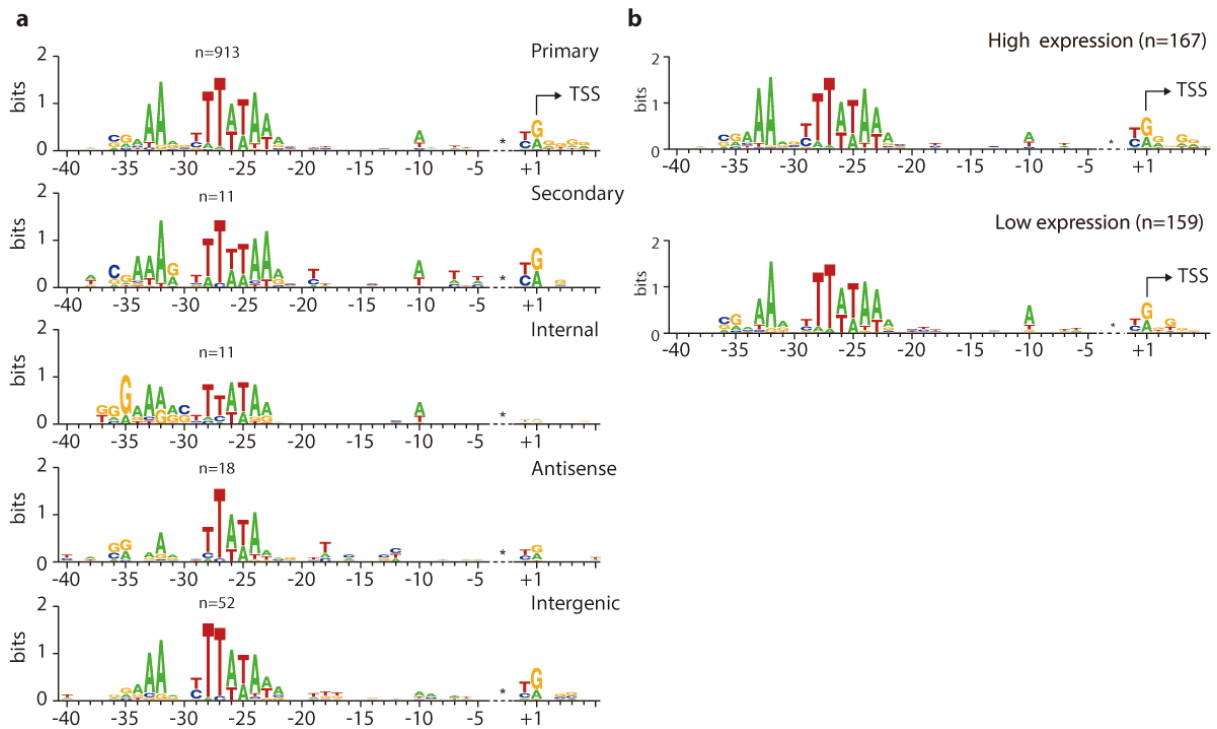 a
n=913
Primary
2
1
0
bits
TSS
*
-40 -35 -30 -25 -20 -15 -10 -5 +1
n=11
Secondary
2
1
0
bits
*
-40 -35 -30 -25 -20 -15 -10 -5 +1
n=11
Internal
2
1
0
bits
*
-40 -35 -30 -25 -20 -15 -10 -5 +1
n=18
Antisense
2
1
0
bits
*
-40 -35 -30 -25 -20 -15 -10 -5 +1
n=52
Intergenic
2
1
0
bits
*
-40 -35 -30 -25 -20 -15 -10 -5 +1
b
High expression (n=167)
2
1
0
bits
TSS
*
-40 -35 -30 -25 -20 -15 -10 -5 +1
Low expression (n=159)
2
1
0
bits
TSS
*
-40 -35 -30 -25 -20 -15 -10 -5 +1